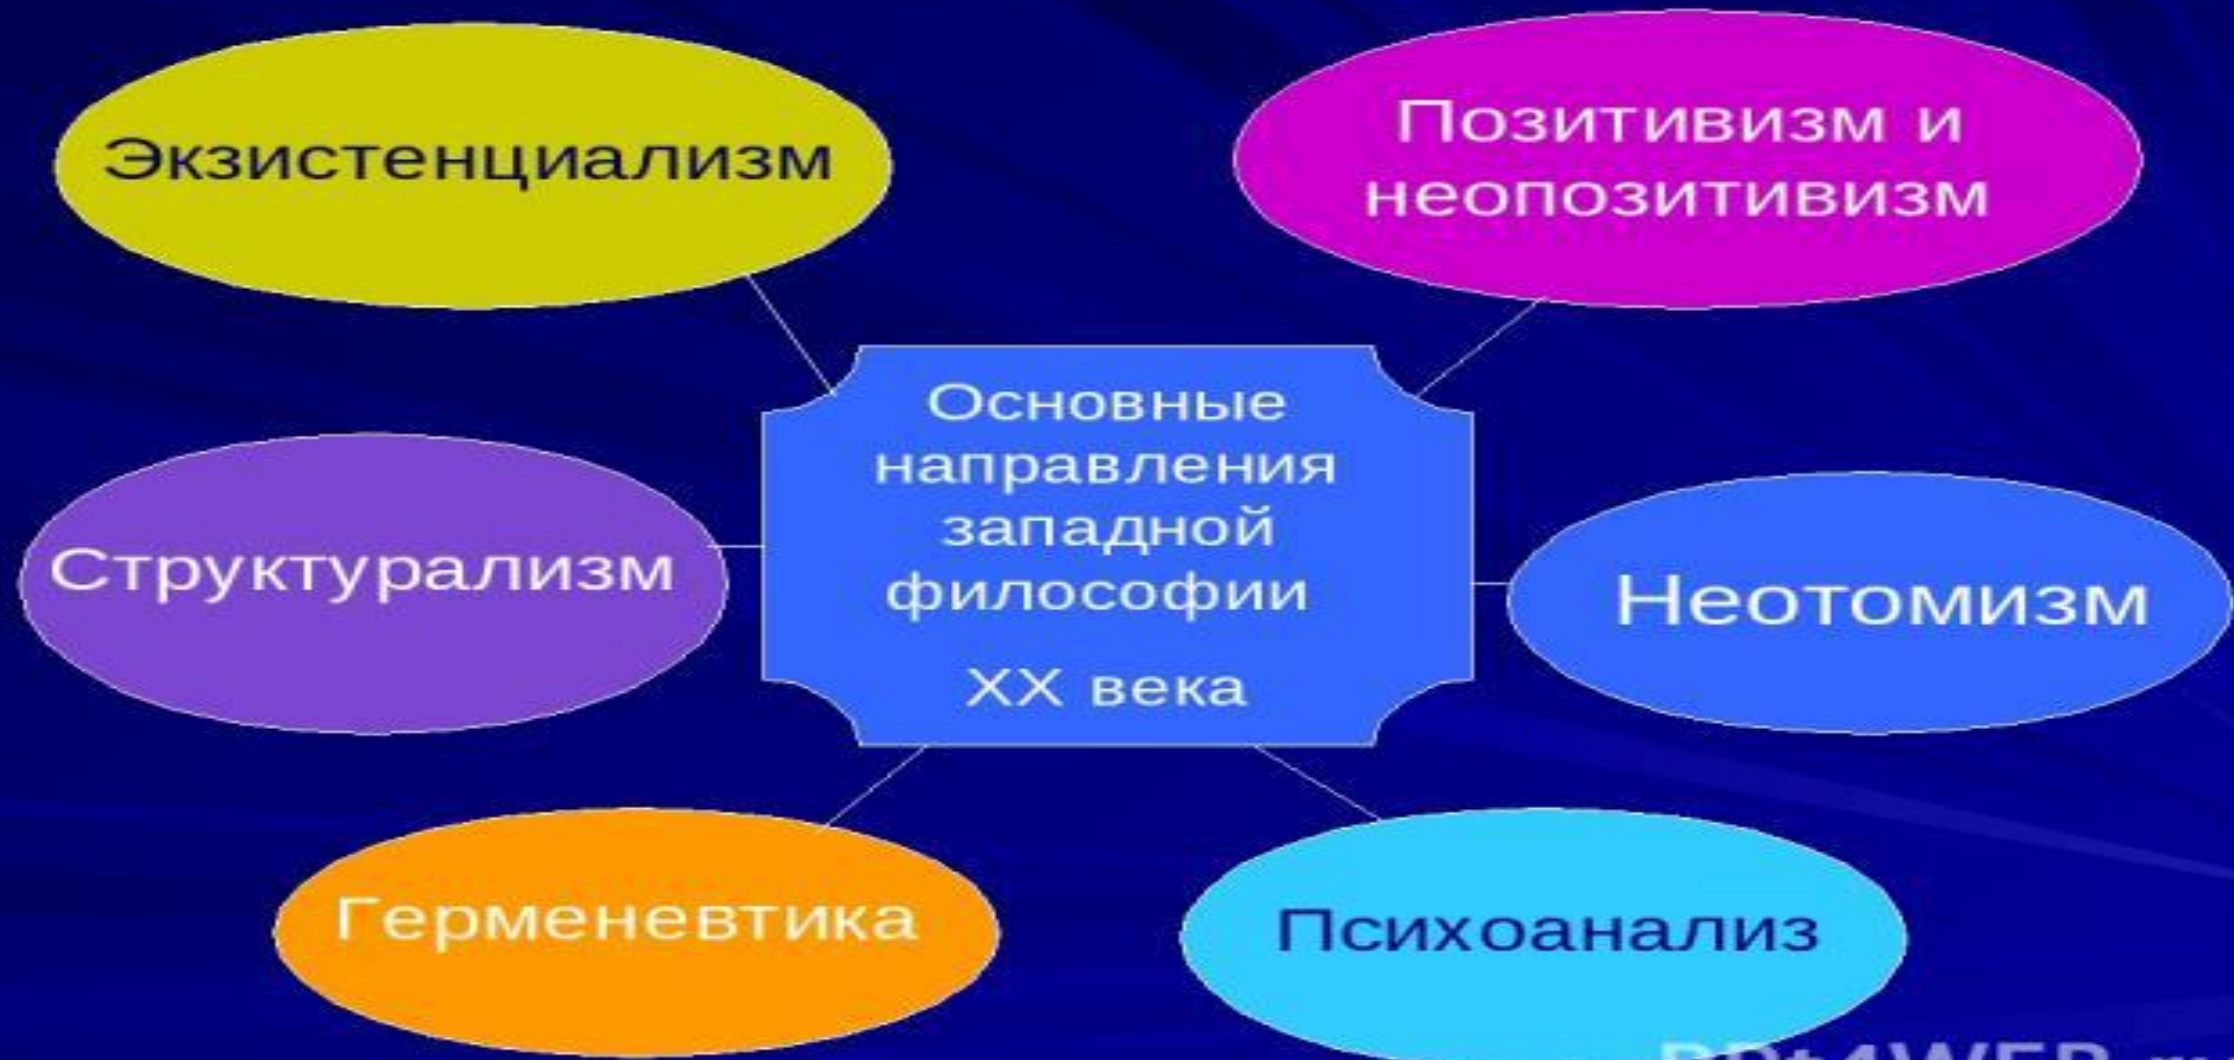 Экзистенциализм
Позитивизм и
неопозитивизм
Основные
направления
западной
философии
XX века
Структурализм
Неотомизм
Герменевтика
Психоанализ